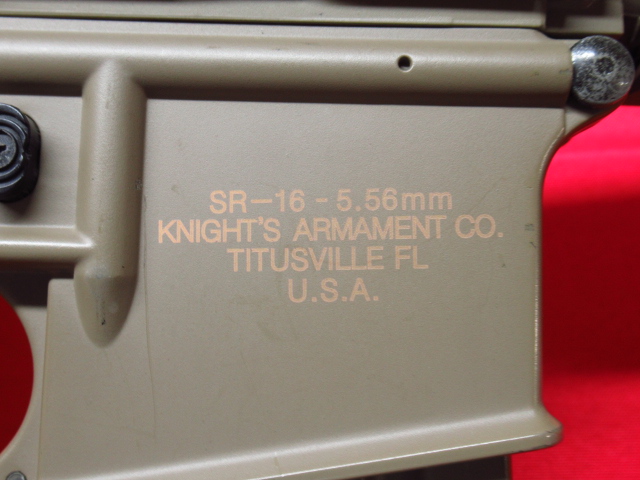 SR-16 - 5.56mm
KNIGHT'S ARMAMENT CO.
TITUSVILLE FL
U.S.A.